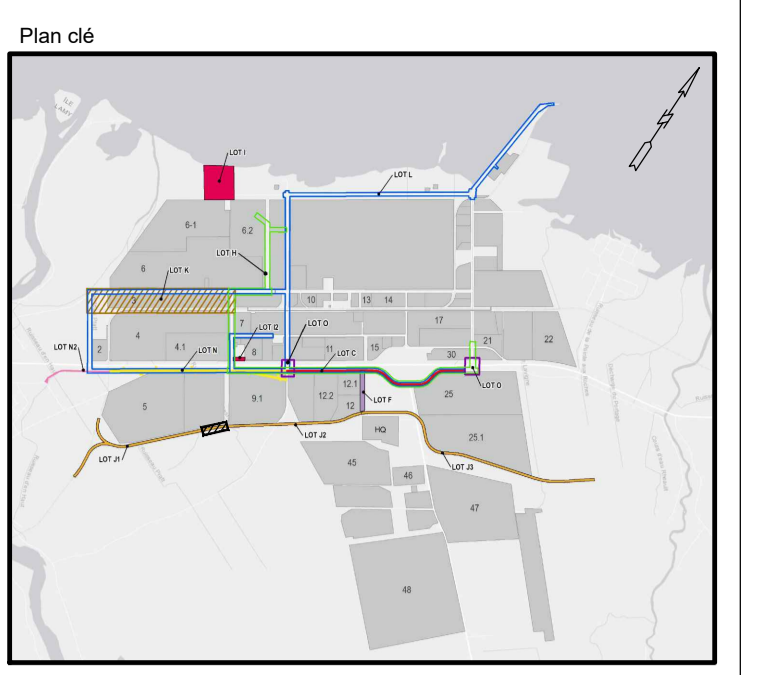 Plan clé
ÎLE
LAMY
LOT I
LOT L
6-1
6.2
LOT H
6
LOT K
3
10
13
14
7
LOT I2
LOT O
17
4
2
4.1
8
11
15
21
22
LOT N2
LOT N
LOT C
30
LOT O
12.1
LOT F
5
9.1
12.2
12
25
HQ
25.1
LOT J1
LOT J2
LOT J3
45
46
47
48